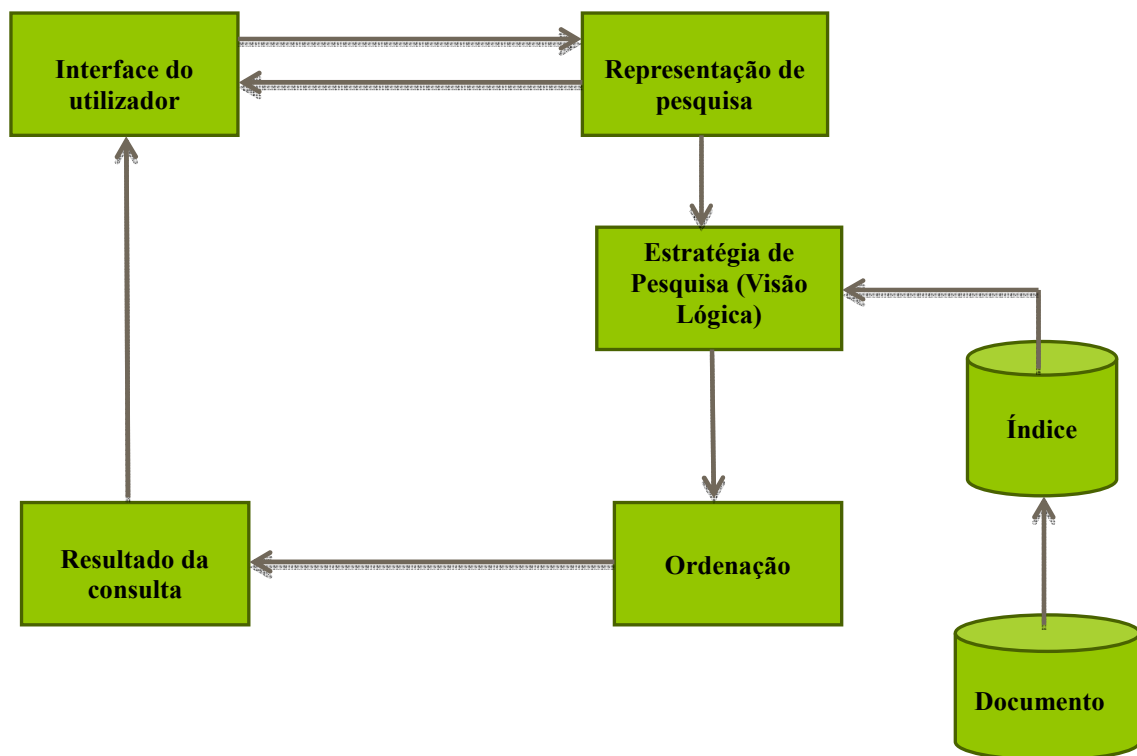 Interface do
utilizador
Representação de
pesquisa
Estratégia de
Pesquisa (Visão
Lógica)
Índice
Resultado da
consulta
Ordenação
Documento